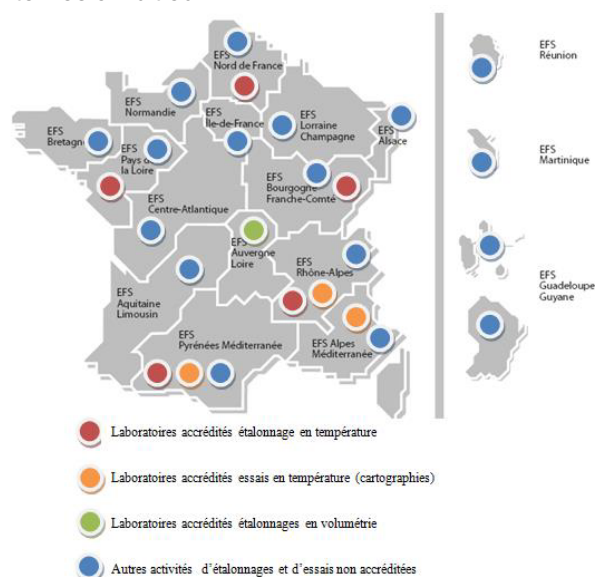 EFS
Nord de France
EFS
Normandie
EFS
Île-de-France
EFS
Lorraine
Champagne
EFS
Alsace
EFS
Bretagne
EFS
Pays de
la Loire
EFS
Centre-Atlantique
EFS
Bourgogne
Franche-Comté
EFS
Auvergne
Loire
EFS
Rhône-Alpes
EFS
Aquitaine
Limousin
EFS
Pyrénées Méditerranée
EFS Alpes
Méditerranée
EFS
Réunion
EFS
Martinique
EFS
Guadeloupe
Guyane
Laboratoires accrédités étalonnage en température
Laboratoires accrédités essais en température (cartographies)
Laboratoires accrédités étalonnages en volumétrie
Autres activités d'étalonnages et d'essais non accréditées